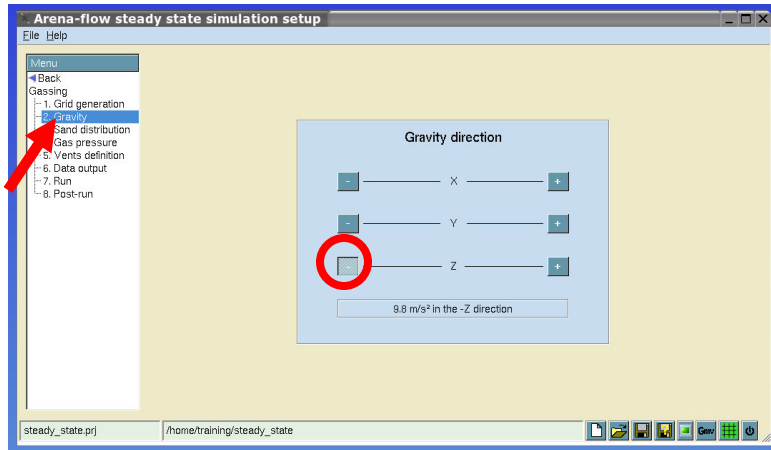 Arena-flow steady state simulation setup
File Help
Menu
Back
Gassing
1. Grid generation
2. Gravity
Sand distribution
Gas pressure
5. Vents definition
6. Data output
7. Run
8. Post-run
Gravity direction
- X +
- Y +
- Z +
9.8 m/s² in the -Z direction
steady_state.prj
/home/training/steady_state